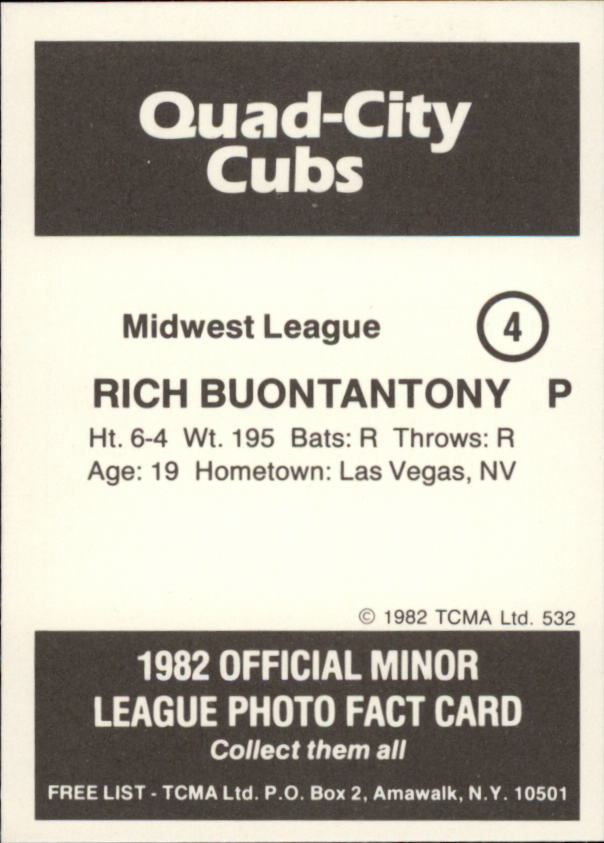 Quad-City
Cubs
Midwest League 4
RICH BUONTANTONY P
Ht. 6-4 Wt. 195 Bats: R Throws: R
Age: 19 Hometown: Las Vegas, NV
© 1982 TCMA Ltd. 532
1982 OFFICIAL MINOR
LEAGUE PHOTO FACT CARD
Collect them all
FREE LIST - TCMA Ltd. P.O. Box 2, Amawalk, N.Y. 10501